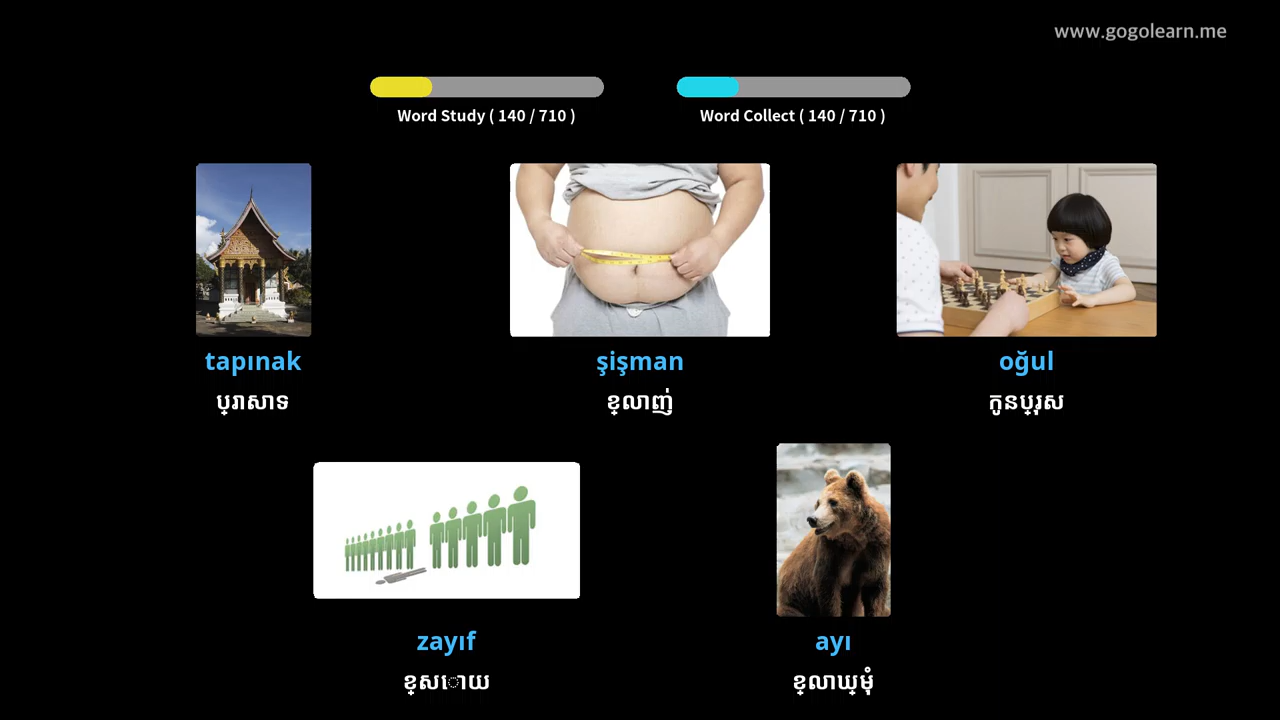 www.gogolearn.me
Word Study ( 140 / 710 )
Word Collect ( 140 / 710 )
tapınak
ប្រាសាទ
şişman
ខ្លាញ់
oğul
កូនប្រុស
zayıf
ខ្សោយ
ayı
ខ្លាឃ្មុំ